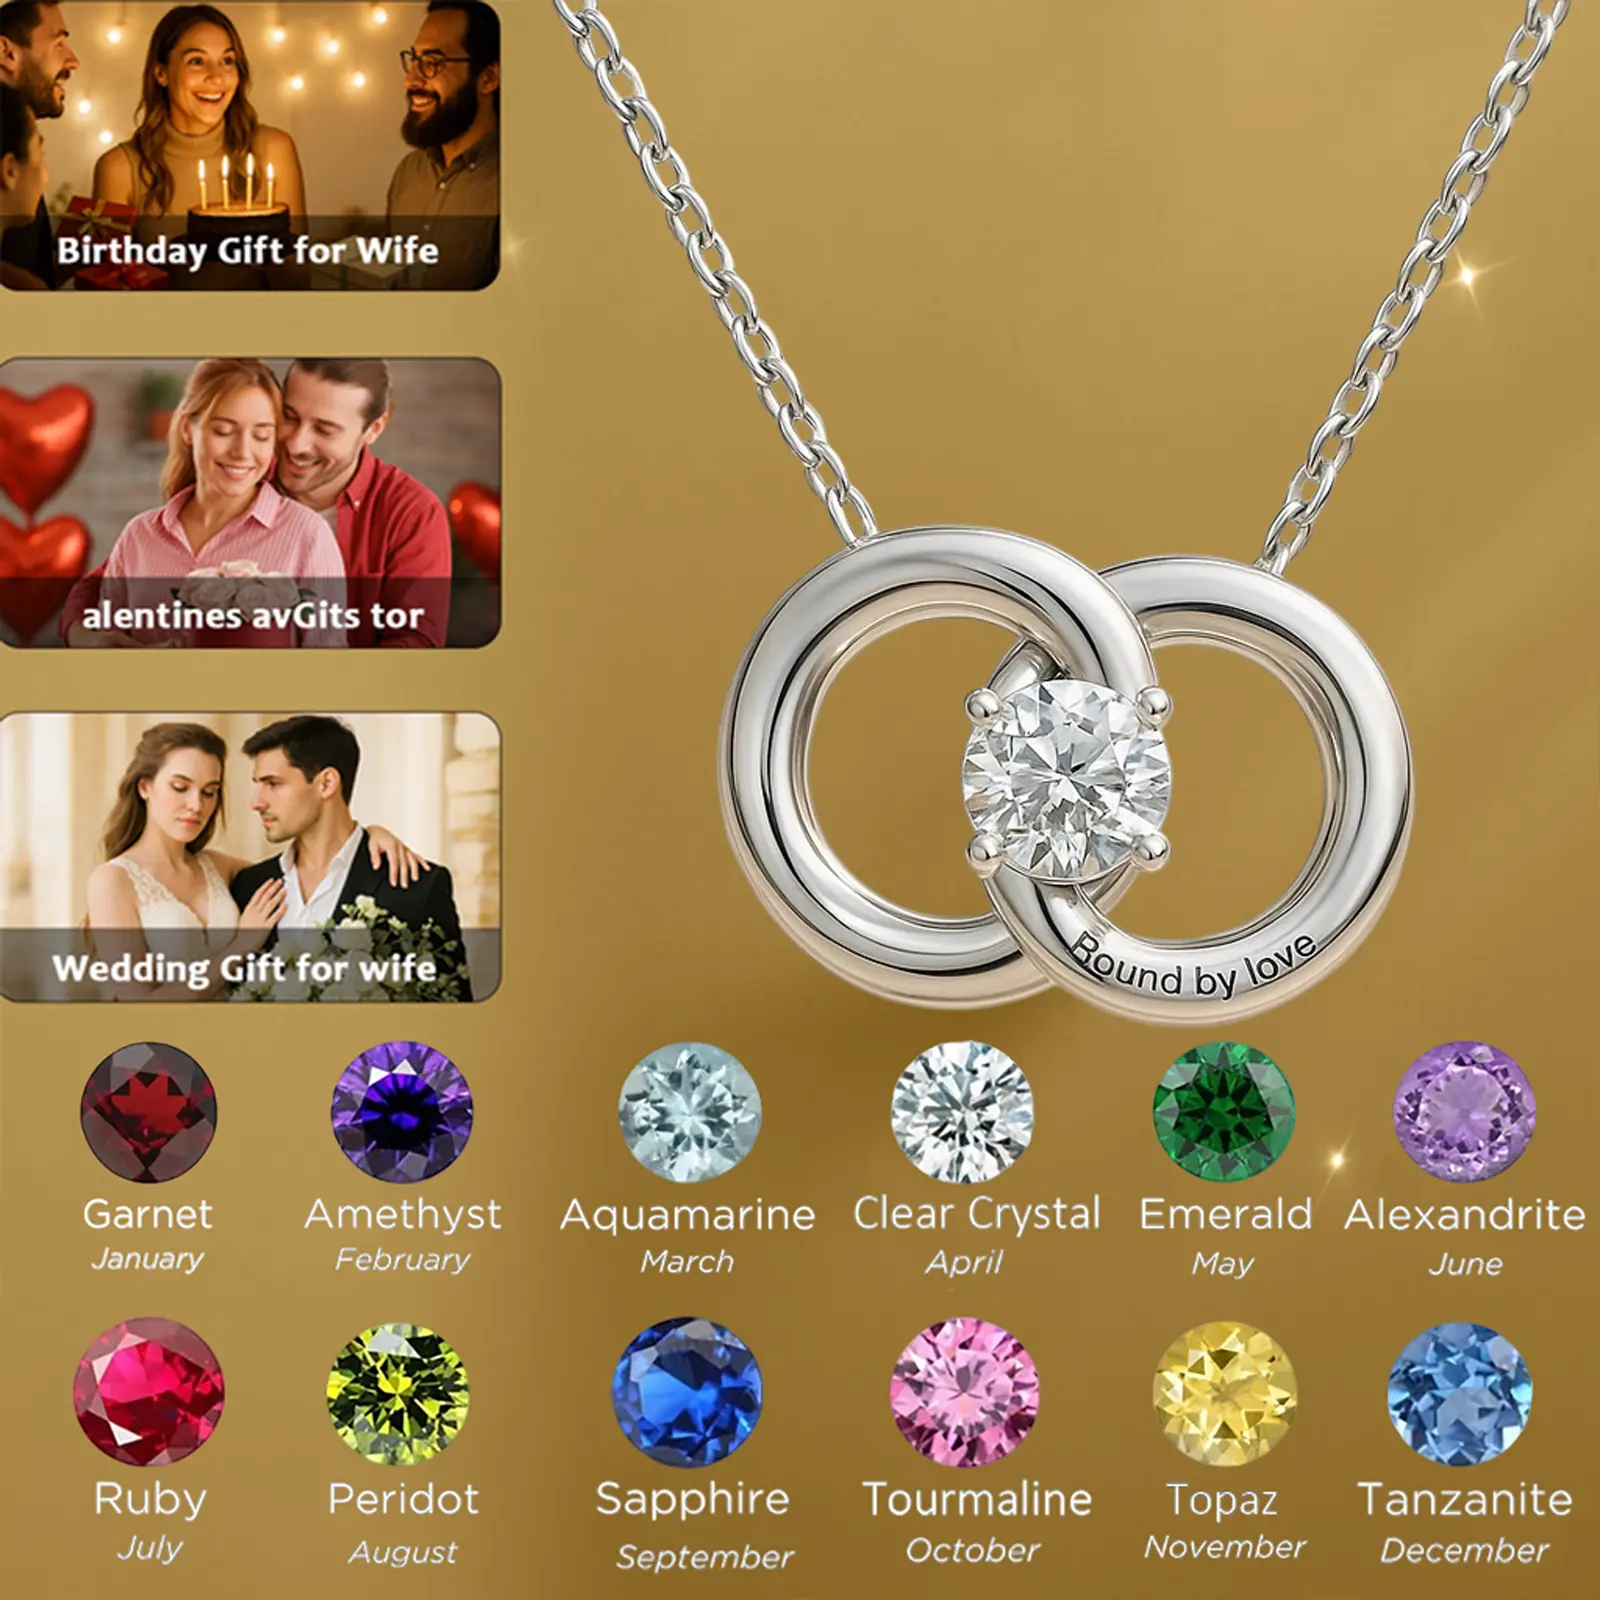 Birthday Gift for Wife
alentines avGits tor
Wedding Gift for wife
Bound by love
Garnet
January
Amethyst
February
Aquamarine
March
Clear Crystal
April
Emerald
May
Alexandrite
June
Ruby
July
Peridot
August
Sapphire
September
Tourmaline
October
Topaz
November
Tanzanite
December